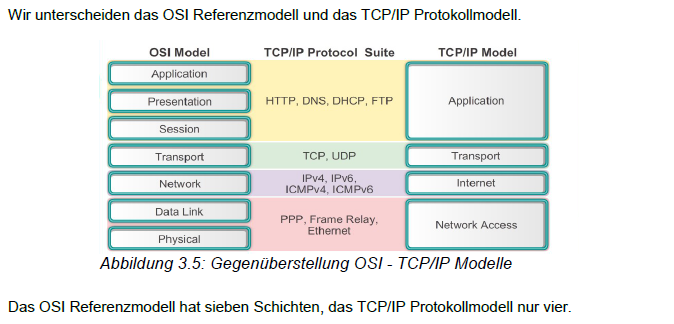 Wir unterscheiden das OSI Referenzmodell und das TCP/IP Protokollmodell.
OSI Model TCP/IP Protocol Suite TCP/IP Model
Application
Presentation HTTP, DNS, DHCP, FTP Application
Session
Transport TCP, UDP Transport
Network IPv4, IPv6, Internet
ICMPv4, ICMPv6
Data Link
PPP, Frame Relay, Network Access
Ethernet
Physical
Abbildung 3.5: Gegenüberstellung OSI - TCP/IP Modelle
Das OSI Referenzmodell hat sieben Schichten, das TCP/IP Protokollmodell nur vier.